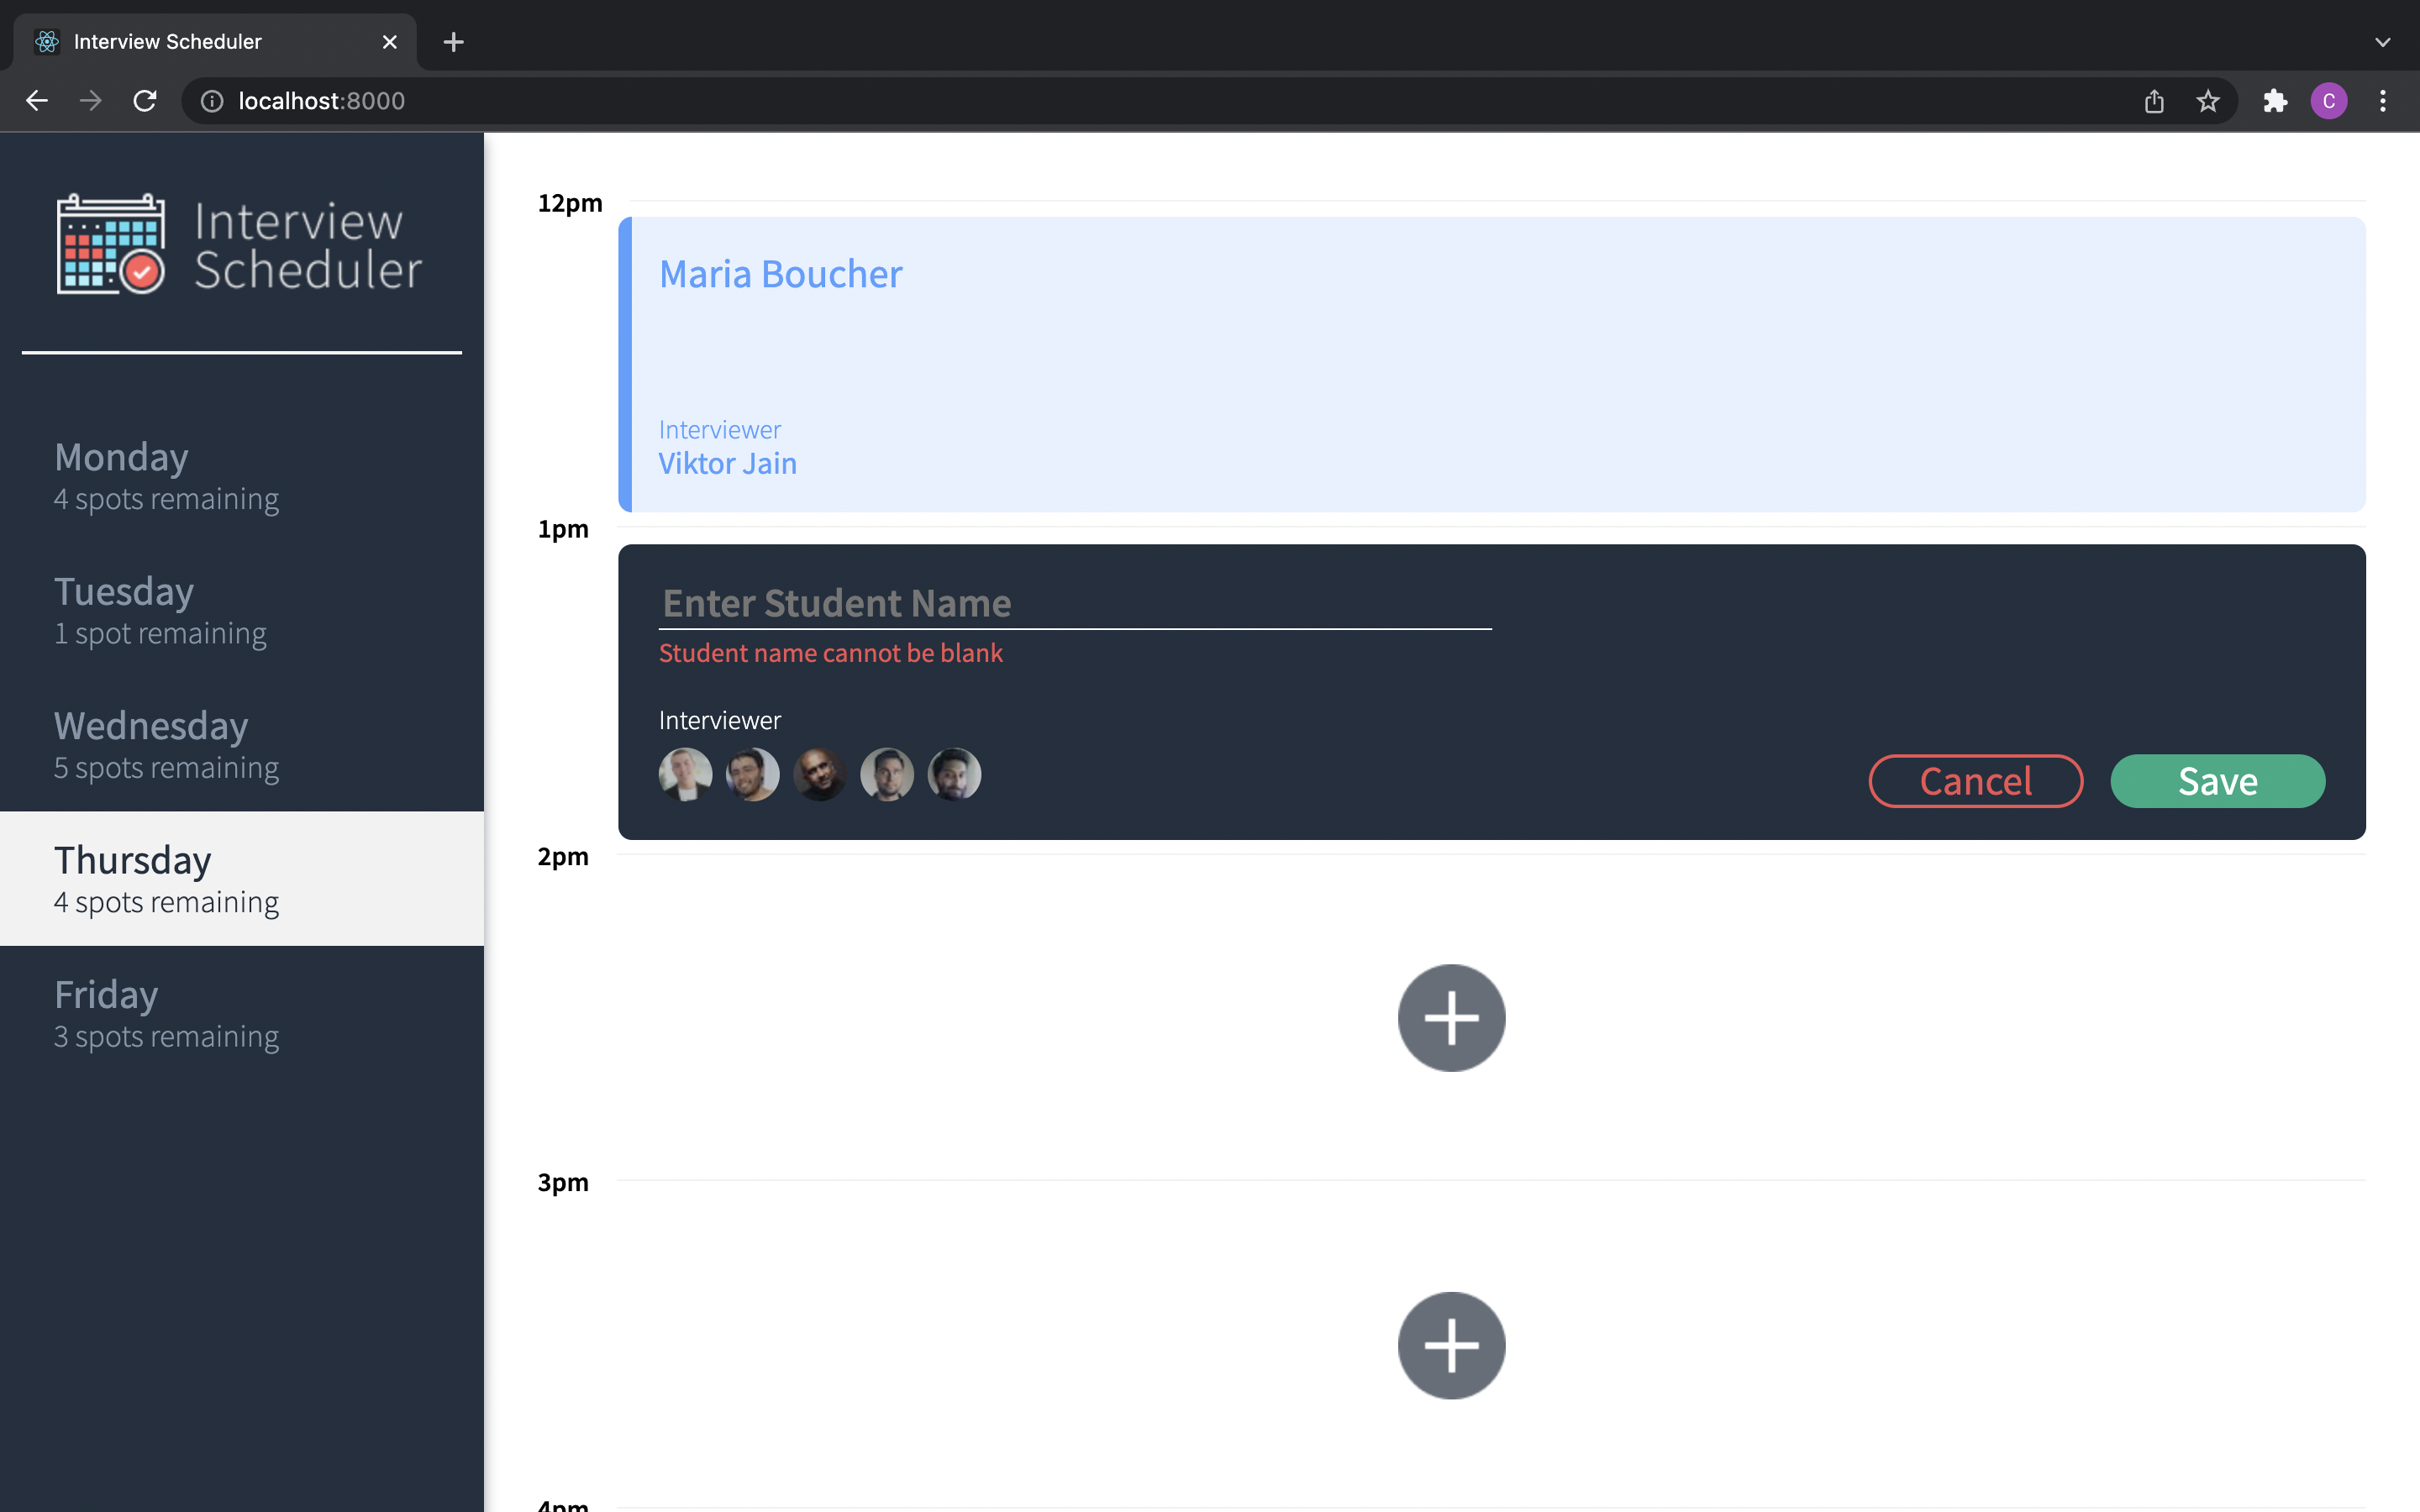 Interview Scheduler
localhost:8000
C
Interview
Scheduler
Monday
4 spots remaining
Tuesday
1 spot remaining
Wednesday
5 spots remaining
Thursday
4 spots remaining
Friday
3 spots remaining
12pm
Maria Boucher
Interviewer
Viktor Jain
1pm
Enter Student Name
Student name cannot be blank
Interviewer
Cancel
Save
2pm
3pm
4pm